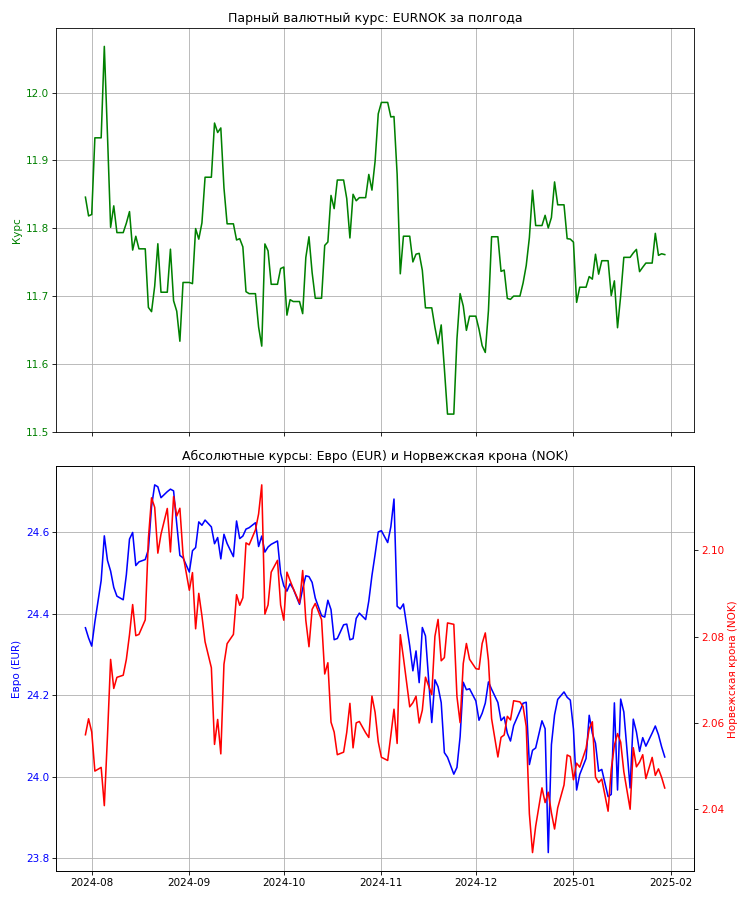 Парный валютный курс: EURNOK за полгода
12.0
11.9
11.8
11.7
11.6
11.5
Курс
Абсолютные курсы: Евро (EUR) и Норвежская крона (NOK)
24.6
24.4
24.2
24.0
23.8
Евро (EUR)
2.10
2.08
2.06
2.04
Норвежская крона (NOK)
2024-08 2024-09 2024-10 2024-11 2024-12 2025-01 2025-02